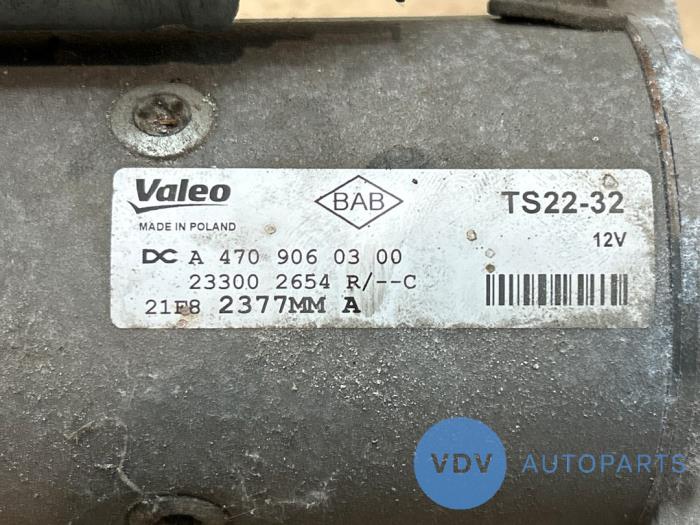 Valeo
MADE IN POLAND
BAB
TS22-32
12V
DC A 470 906 03 00
23300 2654 R/--C
21F8 2377MM A
VDV AUTOPARTS